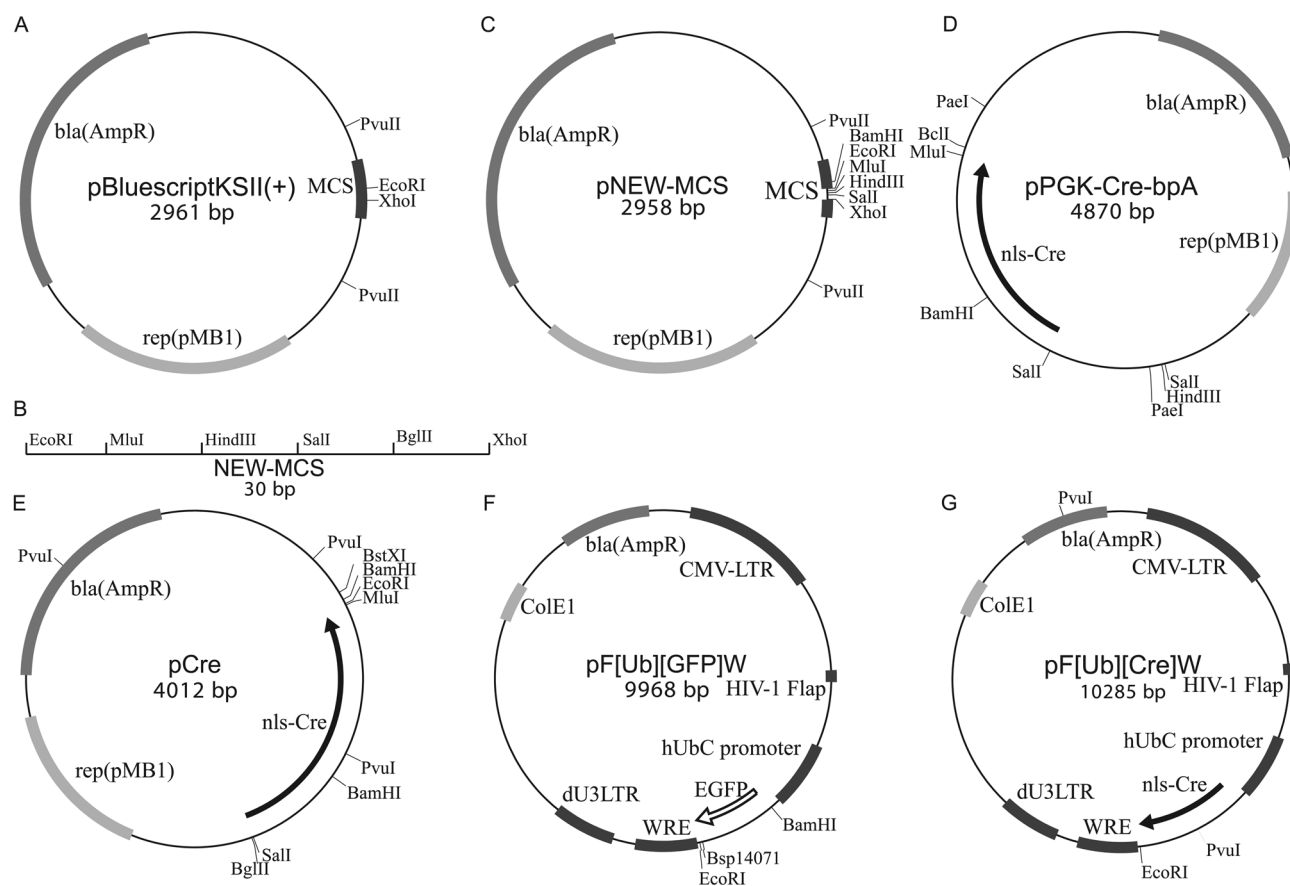 A
bla(AmpR)
PvuII
pBluescriptKSII(+)
2961 bp
MCS
EcoRI
XhoI
PvuII
rep(pMB1)
C
bla(AmpR)
PvuII
BamHI
EcoRI
MluI
HindIII
SalI
XhoI
pNEW-MCS
2958 bp
MCS
PvuII
rep(pMB1)
D
PaeI
BclI
MluI
bla(AmpR)
pPGK-Cre-bpA
4870 bp
rep(pMB1)
nls-Cre
BamHI
SalI
SalI
HindIII
PaeI
B
EcoRI
MluI
HindIII
SalI
BglII
XhoI
NEW-MCS
30 bp
E
PvuI
bla(AmpR)
PvuI
BstXI
BamHI
EcoRI
MluI
pCre
4012 bp
nls-Cre
rep(pMB1)
PvuI
BamHI
SalI
BglII
F
bla(AmpR)
CMV-LTR
ColE1
pF[Ub][GFP]W
9968 bp
HIV-1 Flap
hUbC promoter
EGFP
dU3LTR
WRE
BamHI
Bsp14071
EcoRI
G
PvuI
bla(AmpR)
CMV-LTR
ColE1
pF[Ub][Cre]W
10285 bp
HIV-1 Flap
hUbC promoter
nls-Cre
dU3LTR
WRE
PvuI
EcoRI